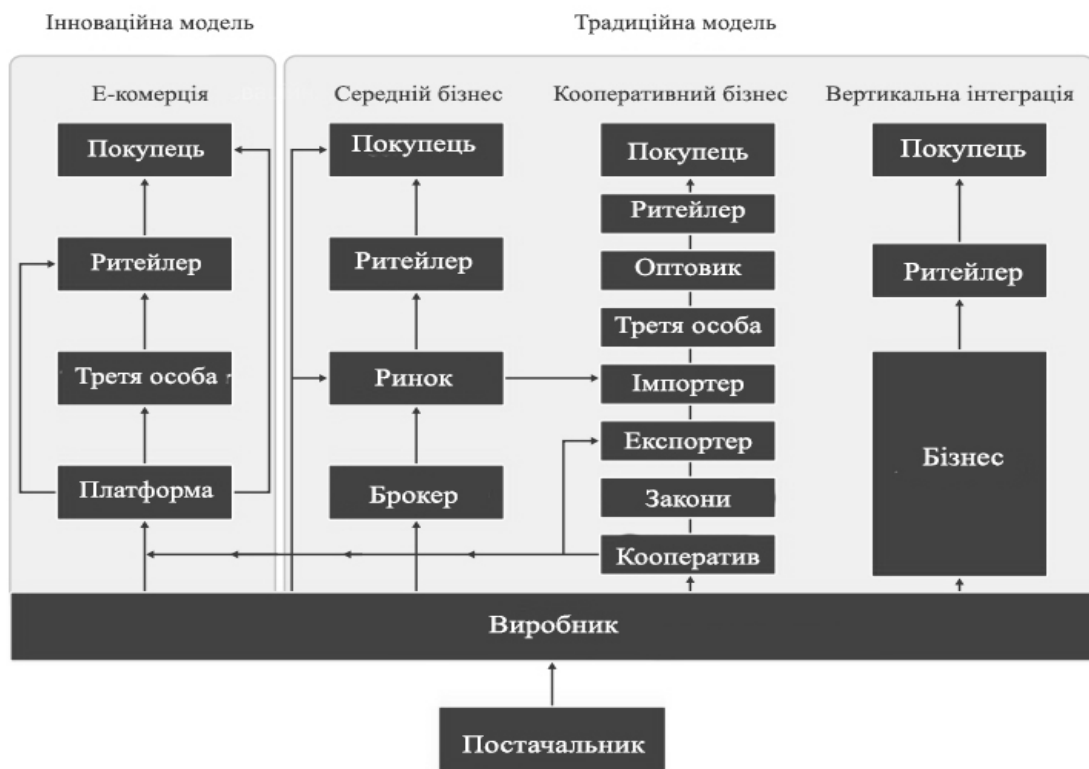 Інноваційна модель
Традиційна модель
Е-комерція
Середній бізнес
Кооперативний бізнес
Вертикальна інтеграція
Покупець
Ритейлер
Третя особа
Платформа
Покупець
Ритейлер
Ринок
Брокер
Покупець
Ритейлер
Оптовик
Третя особа
Імпортер
Експортер
Закони
Кооператив
Покупець
Ритейлер
Бізнес
Виробник
Постачальник